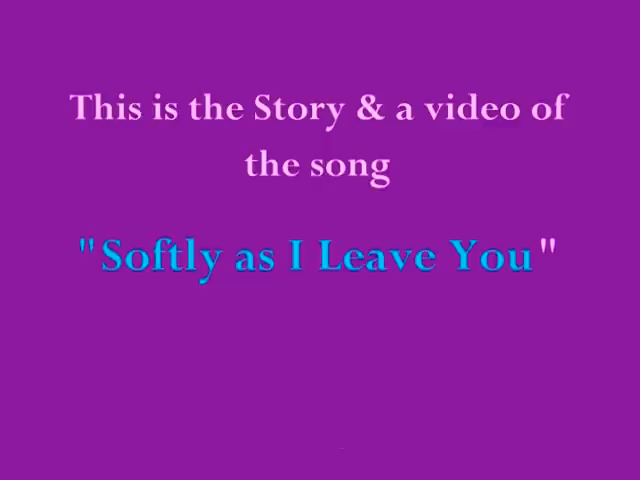 This is the Story & a video of
the song
"Softly as I Leave You"